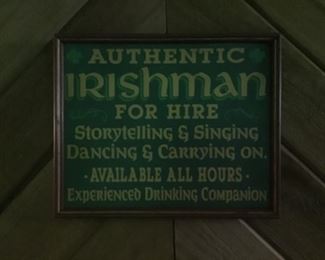 AUTHENTIC
IRISHMAN
FOR HIRE
Storytelling & Singing
Dancing & Carrying on.
· AVAILABLE ALL HOURS ·
Experienced Drinking Companion